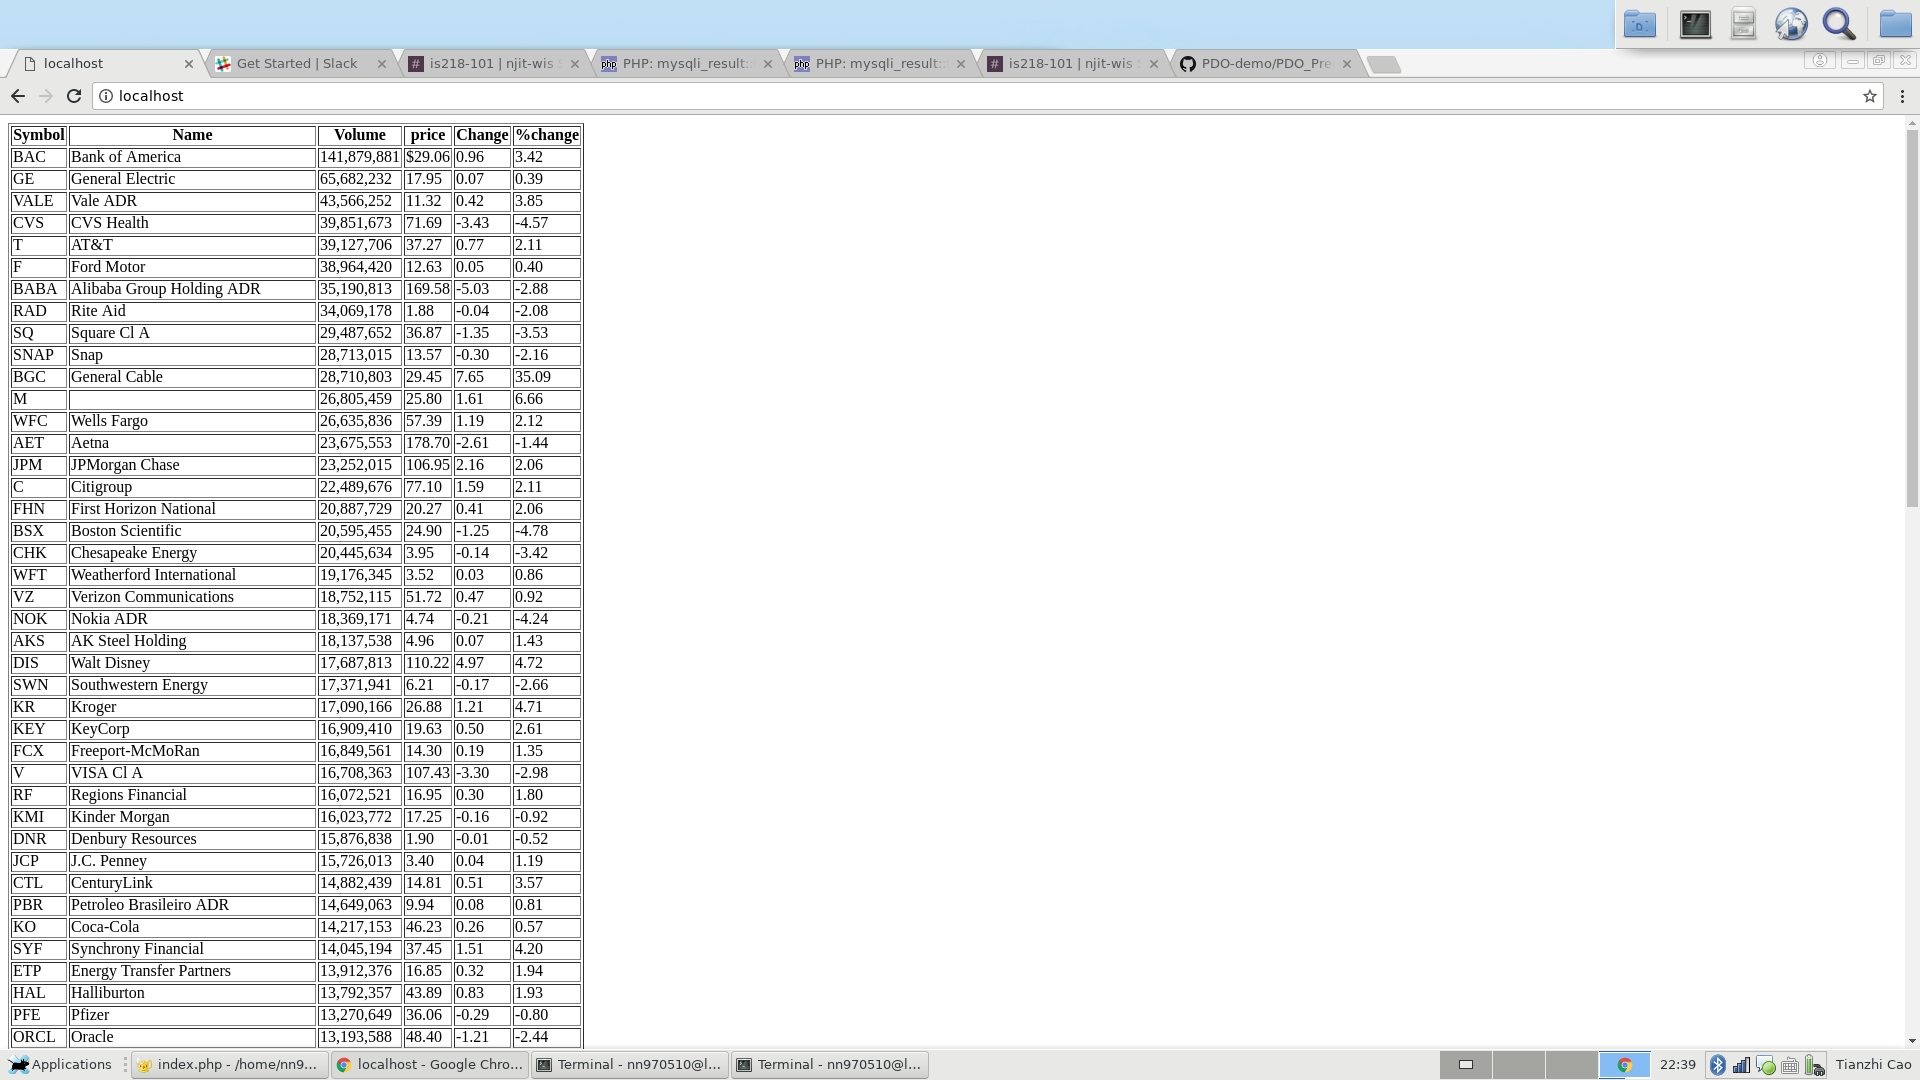 localhost
Get Started | Slack
is218-101 | njit-wis
PHP: mysqli_result:
PHP: mysqli_result:
is218-101 | njit-wis
PDO-demo/PDO_Pre
localhost
Symbol Name Volume price Change %change
BAC Bank of America 141,879,881 $29.06 0.96 3.42
GE General Electric 65,682,232 17.95 0.07 0.39
VALE Vale ADR 43,566,252 11.32 0.42 3.85
CVS CVS Health 39,851,673 71.69 -3.43 -4.57
T AT&T 39,127,706 37.27 0.77 2.11
F Ford Motor 38,964,420 12.63 0.05 0.40
BABA Alibaba Group Holding ADR 35,190,813 169.58 -5.03 -2.88
RAD Rite Aid 34,069,178 1.88 -0.04 -2.08
SQ Square Cl A 29,487,652 36.87 -1.35 -3.53
SNAP Snap 28,713,015 13.57 -0.30 -2.16
BGC General Cable 28,710,803 29.45 7.65 35.09
M 26,805,459 25.80 1.61 6.66
WFC Wells Fargo 26,635,836 57.39 1.19 2.12
AET Aetna 23,675,553 178.70 -2.61 -1.44
JPM JPMorgan Chase 23,252,015 106.95 2.16 2.06
C Citigroup 22,489,676 77.10 1.59 2.11
FHN First Horizon National 20,887,729 20.27 0.41 2.06
BSX Boston Scientific 20,595,455 24.90 -1.25 -4.78
CHK Chesapeake Energy 20,445,634 3.95 -0.14 -3.42
WFT Weatherford International 19,176,345 3.52 0.03 0.86
VZ Verizon Communications 18,752,115 51.72 0.47 0.92
NOK Nokia ADR 18,369,171 4.74 -0.21 -4.24
AKS AK Steel Holding 18,137,538 4.96 0.07 1.43
DIS Walt Disney 17,687,813 110.22 4.97 4.72
SWN Southwestern Energy 17,371,941 6.21 -0.17 -2.66
KR Kroger 17,090,166 26.88 1.21 4.71
KEY KeyCorp 16,909,410 19.63 0.50 2.61
FCX Freeport-McMoRan 16,849,561 14.30 0.19 1.35
V VISA Cl A 16,708,363 107.43 -3.30 -2.98
RF Regions Financial 16,072,521 16.95 0.30 1.80
KMI Kinder Morgan 16,023,772 17.25 -0.16 -0.92
DNR Denbury Resources 15,876,838 1.90 -0.01 -0.52
JCP J.C. Penney 15,726,013 3.40 0.04 1.19
CTL CenturyLink 14,882,439 14.81 0.51 3.57
PBR Petroleo Brasileiro ADR 14,649,063 9.94 0.08 0.81
KO Coca-Cola 14,217,153 46.23 0.26 0.57
SYF Synchrony Financial 14,045,194 37.45 1.51 4.20
ETP Energy Transfer Partners 13,912,376 16.85 0.32 1.94
HAL Halliburton 13,792,357 43.89 0.83 1.93
PFE Pfizer 13,270,649 36.06 -0.29 -0.80
ORCL Oracle 13,193,588 48.40 -1.21 -2.44
Applications index.php - /home/nn9... localhost - Google Chro... Terminal - nn970510@l... Terminal - nn970510@l... 22:39 Tianzhi Cao